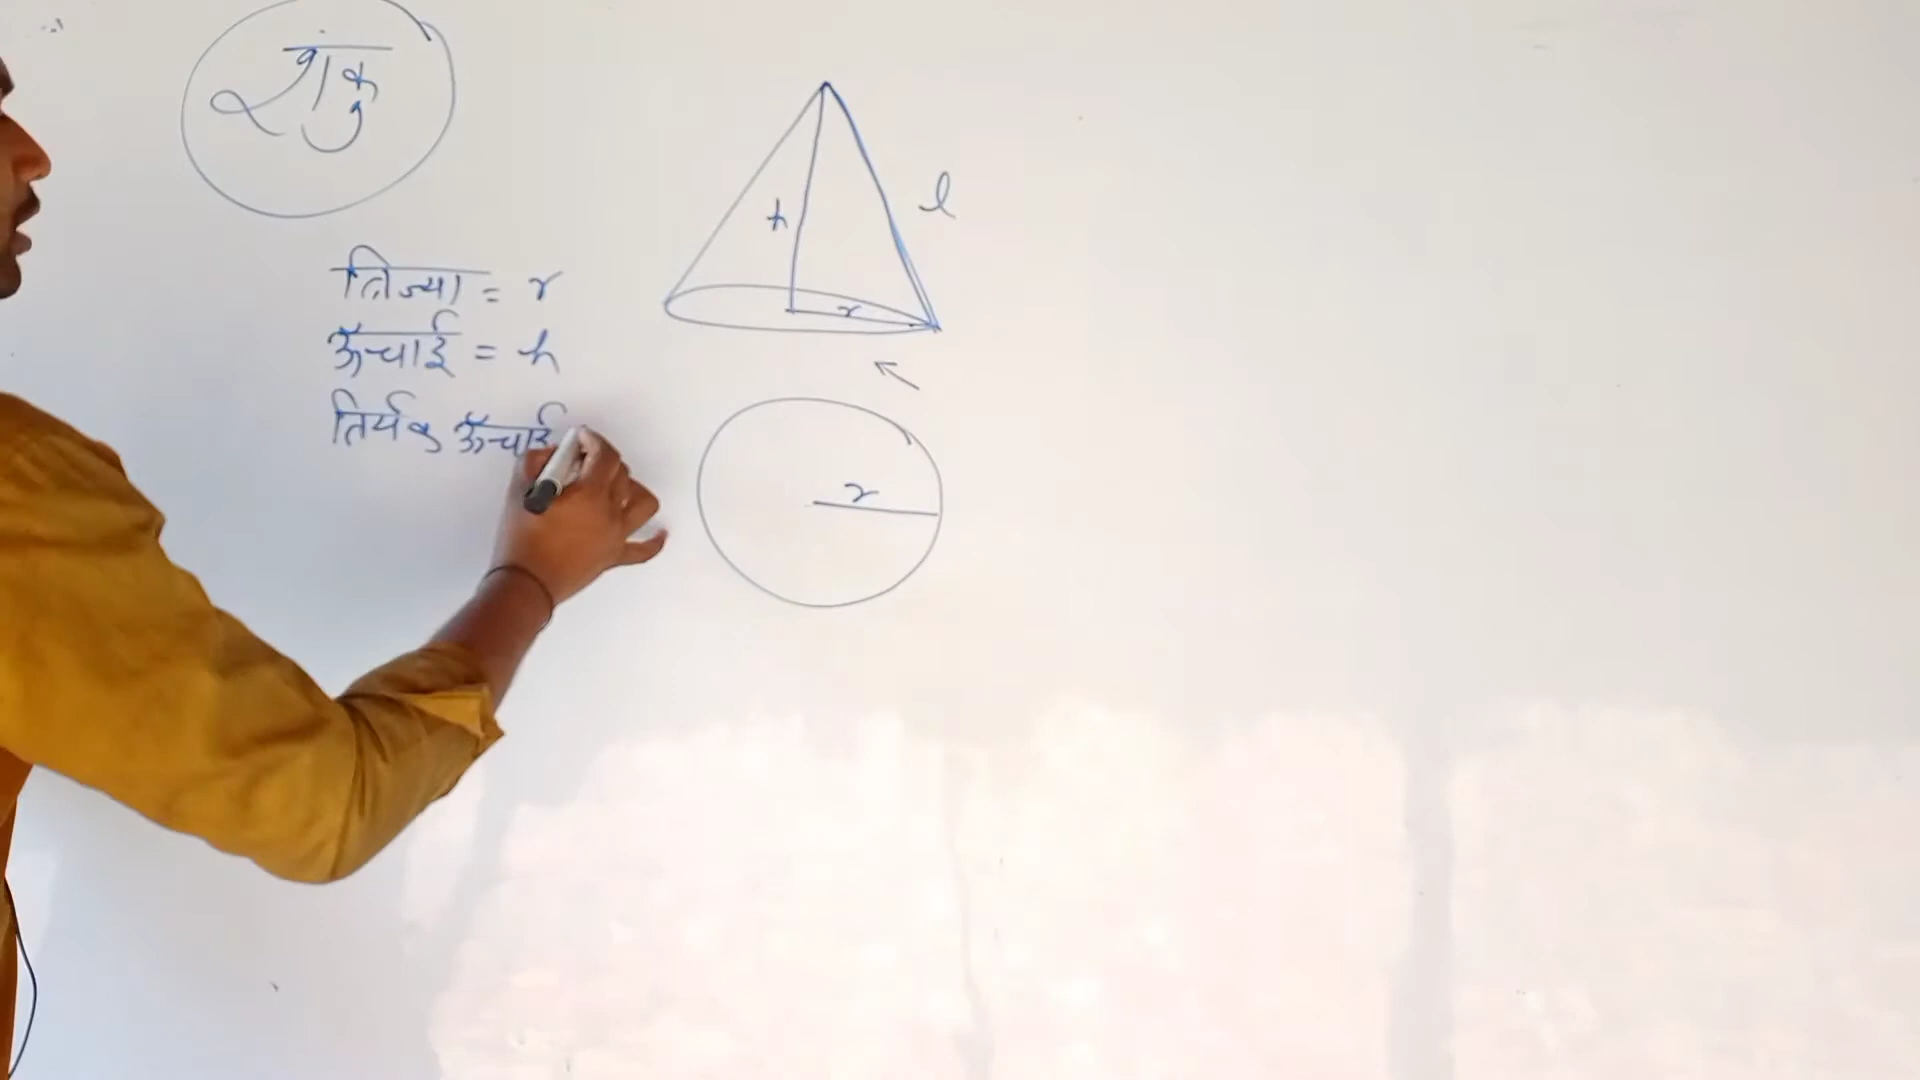 शंकु
त्रिज्या = r
ऊँचाई = h
तिर्यक ऊँचाई
h
l
r
r